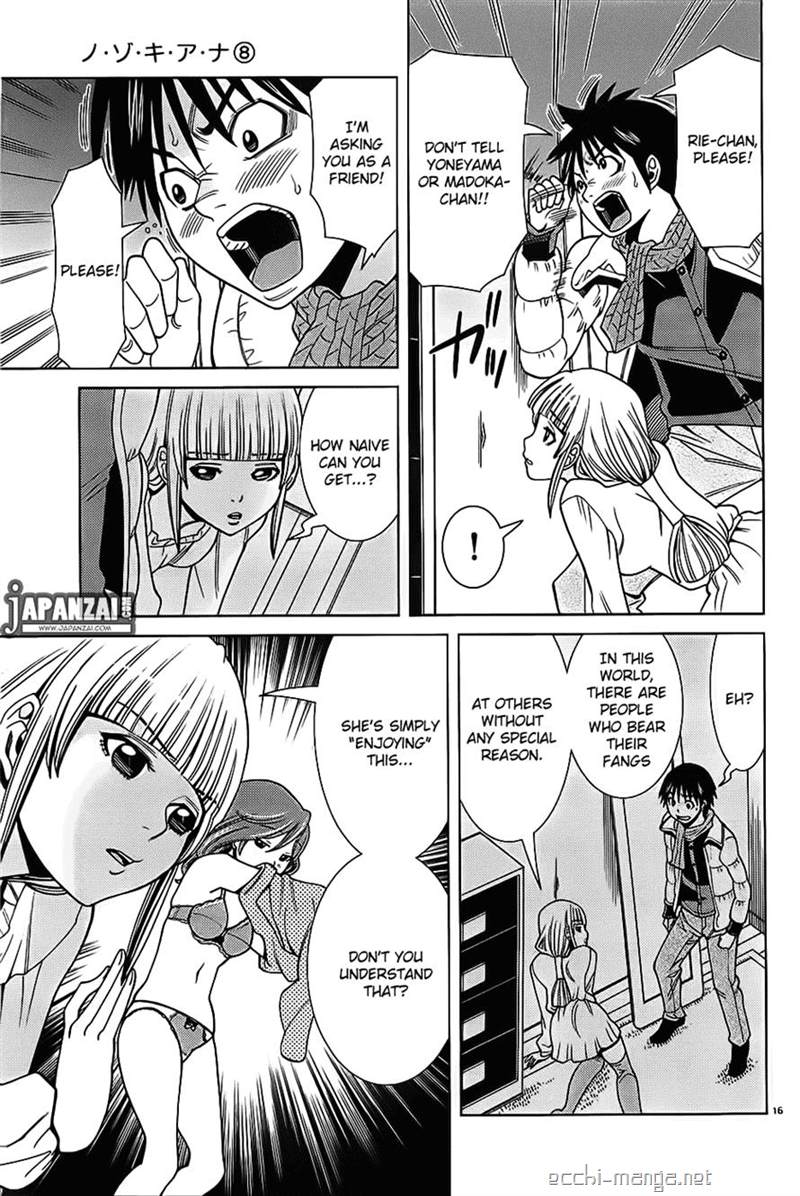 ノ・ゾ・キ・ア・ナ⑧
RIE-CHAN,
PLEASE!
DON'T TELL
YONEYAMA
OR MADOKA-
CHAN!!
ガッ
!
I'M
ASKING
YOU AS A
FRIEND!
PLEASE!
HOW NAIVE
CAN YOU
GET...?
EH?
IN THIS
WORLD,
THERE ARE
PEOPLE
WHO BEAR
THEIR
FANGS
AT OTHERS
WITHOUT
ANY SPECIAL
REASON.
SHE'S SIMPLY
"ENJOYING"
THIS...
DON'T YOU
UNDERSTAND
THAT?
JAPANZAI.COM
WWW.JAPANZAI.COM
16
ecchi-manga.net